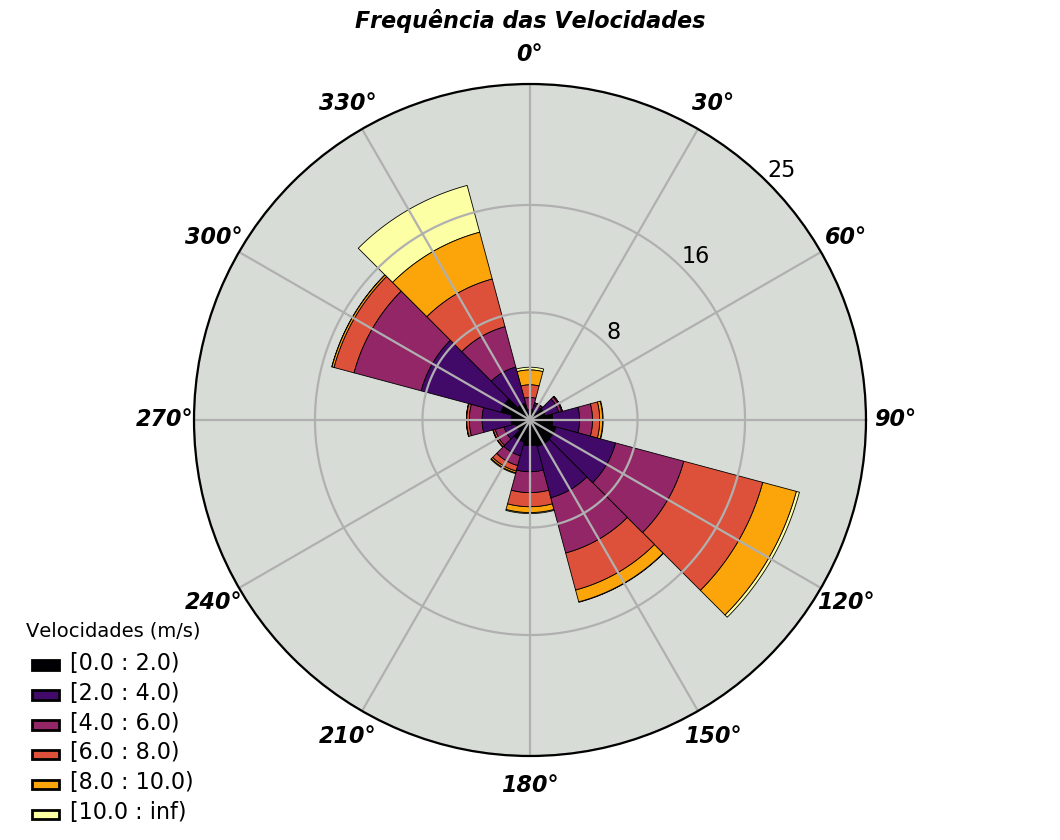 Frequência das Velocidades
0°
330°
30°
25
300°
60°
16
8
270°
90°
240°
120°
210°
150°
180°
Velocidades (m/s)
[0.0 : 2.0)
[2.0 : 4.0)
[4.0 : 6.0)
[6.0 : 8.0)
[8.0 : 10.0)
[10.0 : inf)